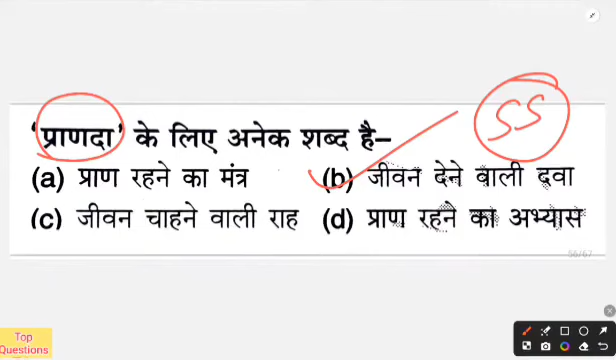 SS
'प्राणदा' के लिए अनेक शब्द है–
(a) प्राण रहने का मंत्र (b) जीवन देने वाली दवा
(c) जीवन चाहने वाली राह (d) प्राण रहने का अभ्यास
56/67
Top
Questions